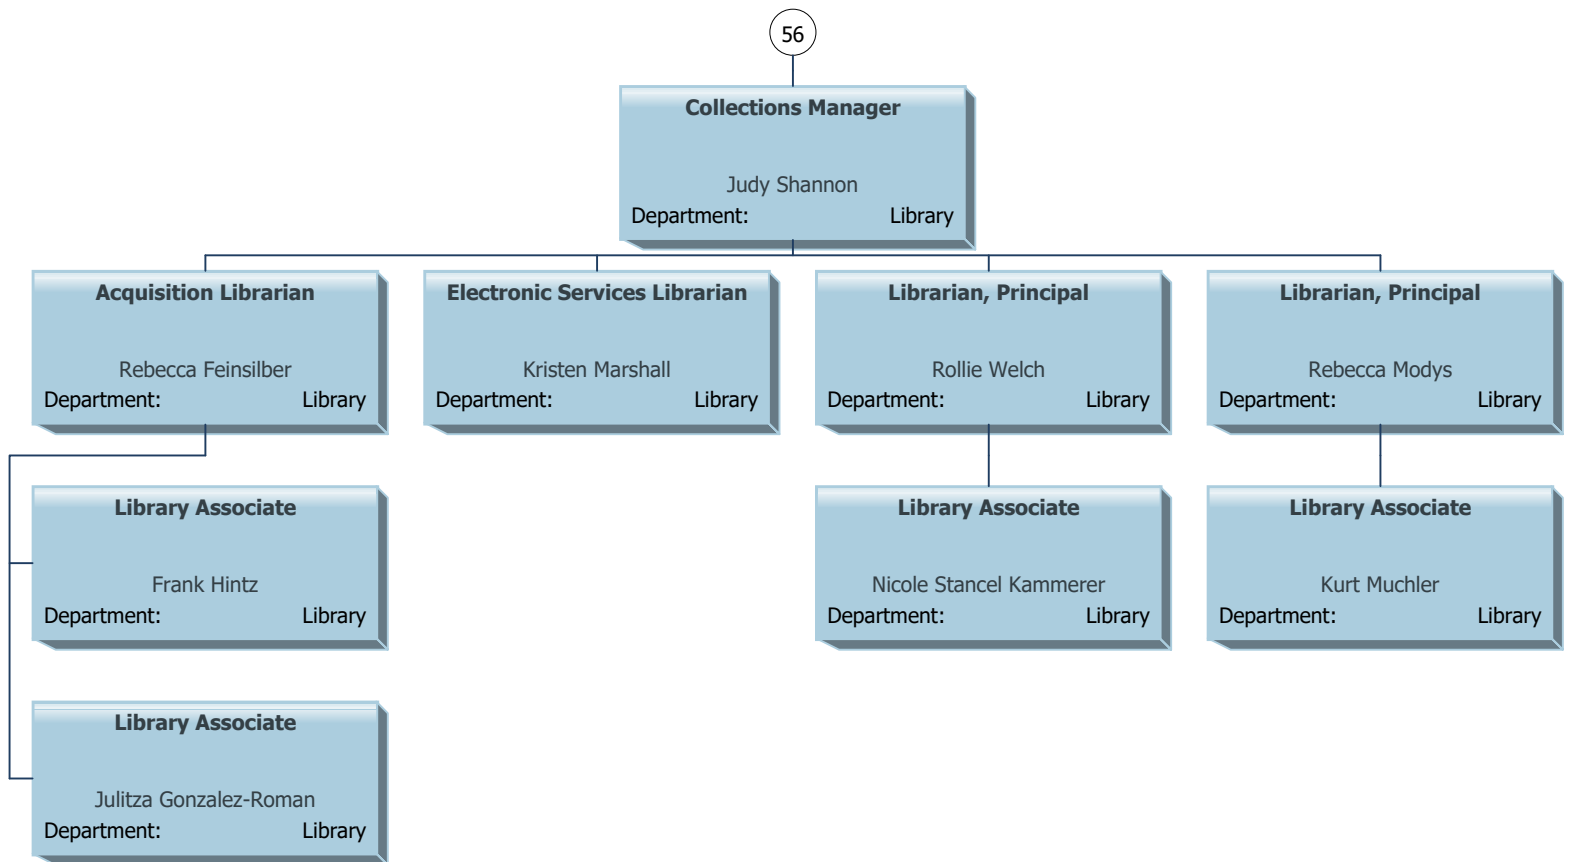 56
Collections Manager
Judy Shannon
Department: Library
Acquisition Librarian
Rebecca Feinsilber
Department: Library
Electronic Services Librarian
Kristen Marshall
Department: Library
Librarian, Principal
Rollie Welch
Department: Library
Librarian, Principal
Rebecca Modys
Department: Library
Library Associate
Frank Hintz
Department: Library
Library Associate
Nicole Stancel Kammerer
Department: Library
Library Associate
Kurt Muchler
Department: Library
Library Associate
Julitza Gonzalez-Roman
Department: Library